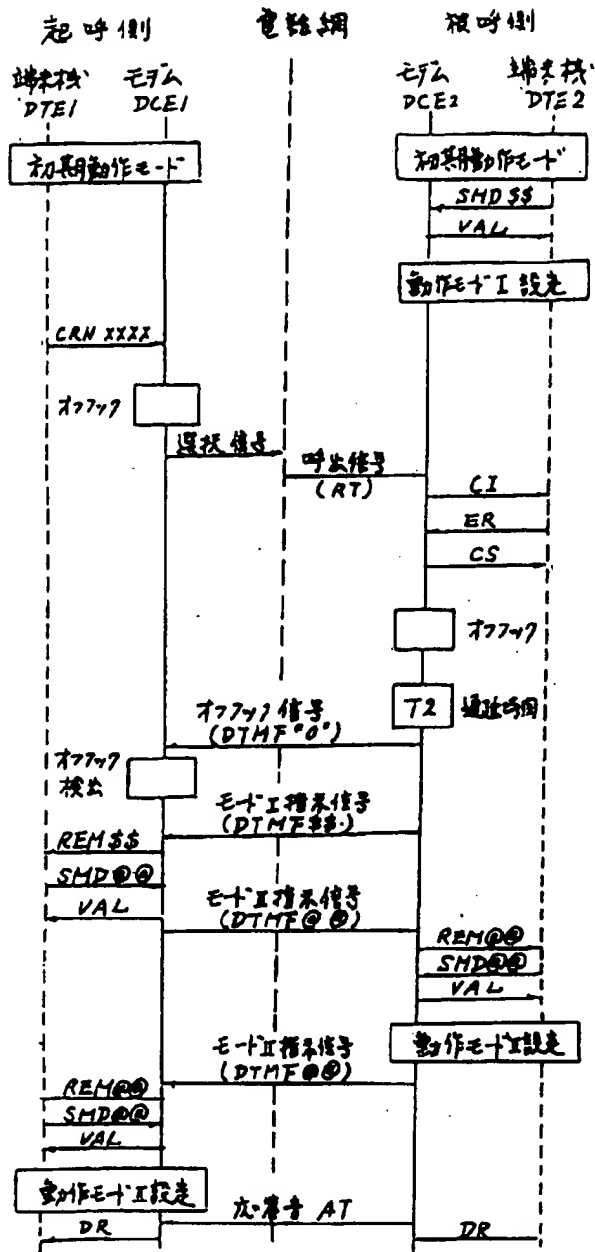 起呼側 電話網 被呼側
端末機 モデム モデム 端末機
DTE1 DCE1 DCE2 DTE2
初期動作モード 初期動作モード
SMD $$
VAL
動作モードI設定
CRN XXXX
オフフック
選択信号
呼出信号
(RT)
CI
ER
CS
オフフック
T2
オフフック信号
(DTMF "0")
オフフック
検出
モードI指示信号
(DTMF $$)
REM $$
SMD@@
モードII指示信号
VAL
(DTMF @@)
REM@@
SMD@@
VAL
動作モードII設定
モードII指示信号
(DTMF@@)
REM@@
SMD@@
VAL
動作モードII設定
応答音 AT
DR DR